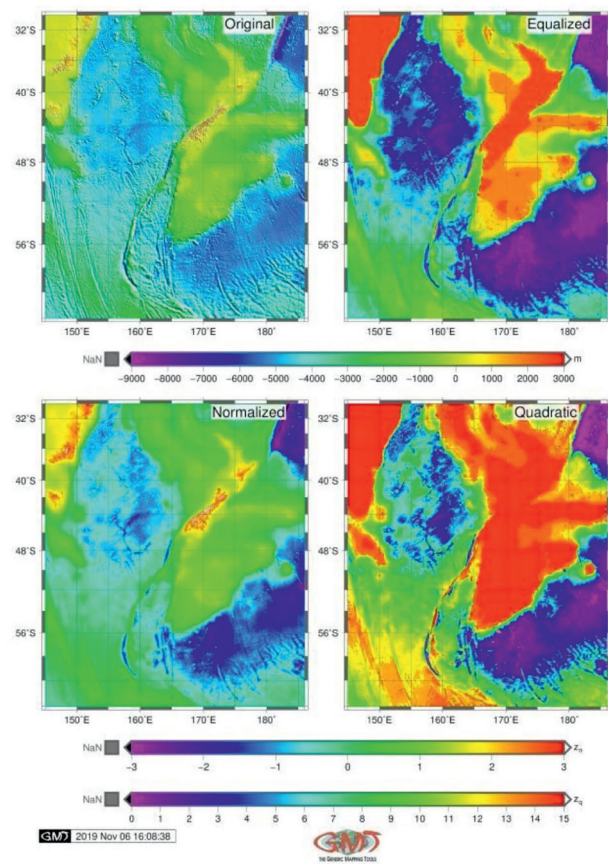 Original
Equalized
32°S
32°S
40°S
40°S
48°S
48°S
56°S
56°S
150°E 160°E 170°E 180°
150°E 160°E 170°E 180°
NaN
m
−9000 −8000 −7000 −6000 −5000 −4000 −3000 −2000 −1000 0 1000 2000 3000
Normalized
Quadratic
32°S
32°S
40°S
40°S
48°S
48°S
56°S
56°S
150°E 160°E 170°E 180°
150°E 160°E 170°E 180°
NaN
zn
−3 −2 −1 0 1 2 3
NaN
zq
0 1 2 3 4 5 6 7 8 9 10 11 12 13 14 15
GMT 2019 Nov 06 16:08:38
GMT
THE GENERIC MAPPING TOOLS